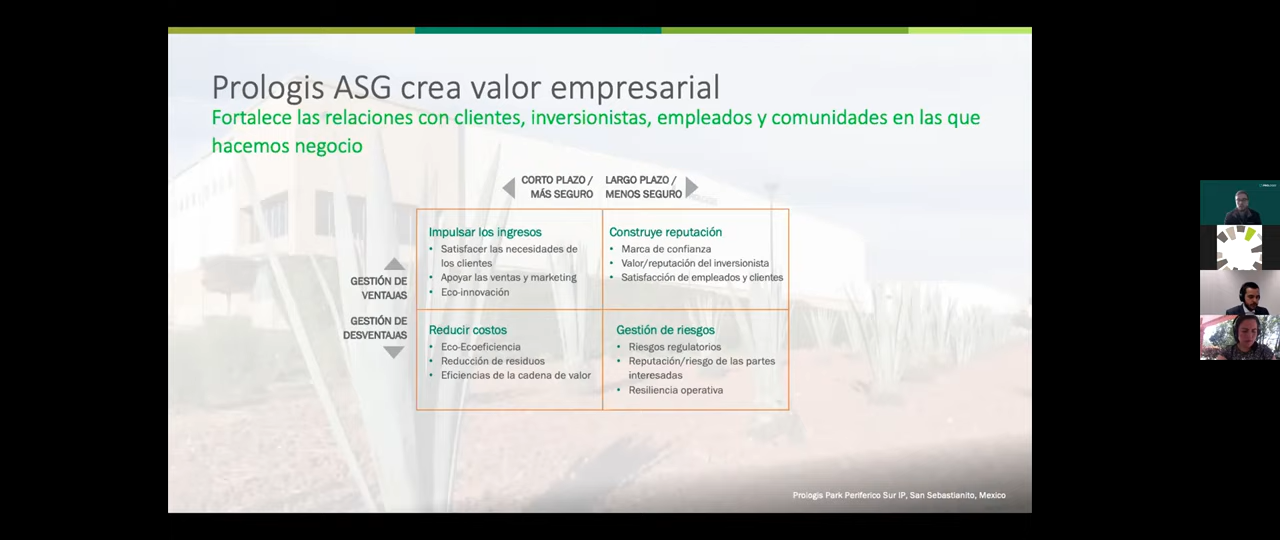 Prologis ASG crea valor empresarial
Fortalece las relaciones con clientes, inversionistas, empleados y comunidades en las que
hacemos negocio
CORTO PLAZO /
MÁS SEGURO
LARGO PLAZO /
MENOS SEGURO
GESTIÓN DE
VENTAJAS
GESTIÓN DE
DESVENTAJAS
Impulsar los ingresos
• Satisfacer las necesidades de
los clientes
• Apoyar las ventas y marketing
• Eco-innovación
Construye reputación
• Marca de confianza
• Valor/reputación del inversionista
• Satisfacción de empleados y clientes
Reducir costos
• Eco-Ecoeficiencia
• Reducción de residuos
• Eficiencias de la cadena de valor
Gestión de riesgos
• Riesgos regulatorios
• Reputación/riesgo de las partes
interesadas
• Resiliencia operativa
Prologis Park Periferico Sur IP, San Sebastianito, Mexico